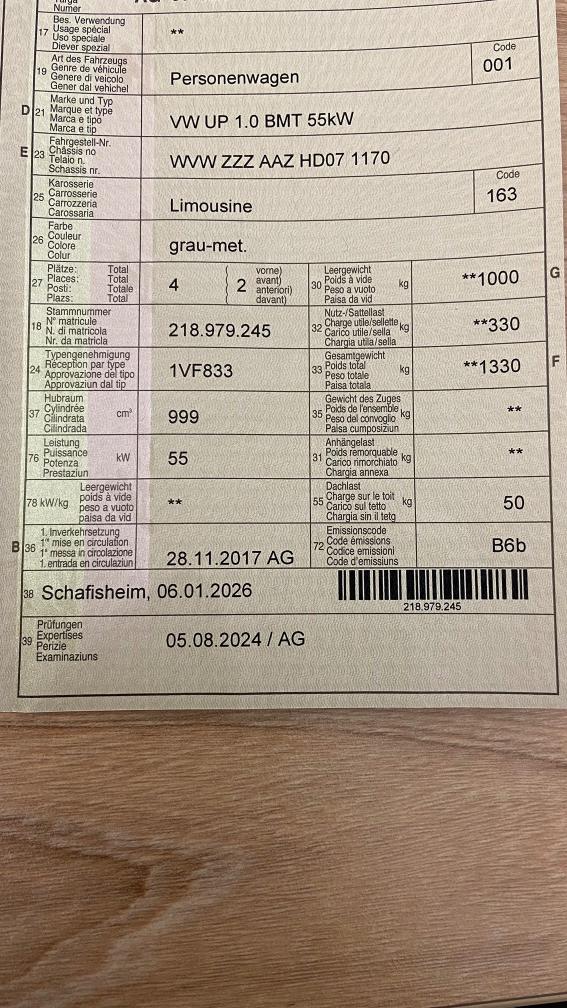 Numer
17 Bes. Verwendung
Usage spécial
Uso speciale
Diever spezial
**
19 Art des Fahrzeugs
Genre de véhicule
Genere di veicolo
Gener dal vehichel
Personenwagen
Code
001
D 21 Marke und Typ
Marque et type
Marca e tipo
Marca e tip
VW UP 1.0 BMT 55kW
E 23 Fahrgestell-Nr.
Châssis no
Telaio n.
Schassis nr.
WVW ZZZ AAZ HD07 1170
25 Karosserie
Carrosserie
Carrozzeria
Carossaria
Limousine
Code
163
26 Farbe
Couleur
Colore
Colur
grau-met.
27 Plätze: Total
Places: Total
Posti: Totale
Plazs: Total
4
2
vorne)
avant)
anteriori)
davant)
30 Leergewicht
Poids à vide
Peso a vuoto
Paisa da vid
kg
**1000
G
18 Stammnummer
N° matricule
N. di matricola
Nr. da matricla
218.979.245
32 Nutz-/Sattellast
Charge utile/sellette
Carico utile/sella
Chargia utila/sella
kg
**330
24 Typengenehmigung
Réception par type
Approvazione del tipo
Approvaziun dal tip
1VF833
33 Gesamtgewicht
Poids total
Peso totale
Paisa totala
kg
**1330
F
37 Hubraum
Cylindrée
Cilindrata
Cilindrada
cm³
999
35 Gewicht des Zuges
Poids de l'ensemble
Peso del convoglio
Paisa cumposiziun
kg
**
76 Leistung
Puissance
Potenza
Prestaziun
kW
55
31 Anhängelast
Poids remorquable
Carico rimorchiato
Chargia annexa
kg
**
78 kW/kg
Leergewicht
poids à vide
peso a vuoto
paisa da vid
**
55 Dachlast
Charge sur le toit
Carico sul tetto
Chargia sin il tetg
kg
50
B 36 1. Inverkehrsetzung
1re mise en circulation
1a messa in circolazione
1. entrada en circulaziun
28.11.2017 AG
72 Emissionscode
Code émissions
Codice emissioni
Code d'emissiuns
B6b
38 Schafisheim, 06.01.2026
218.979.245
39 Prüfungen
Expertises
Perizie
Examinaziuns
05.08.2024 / AG